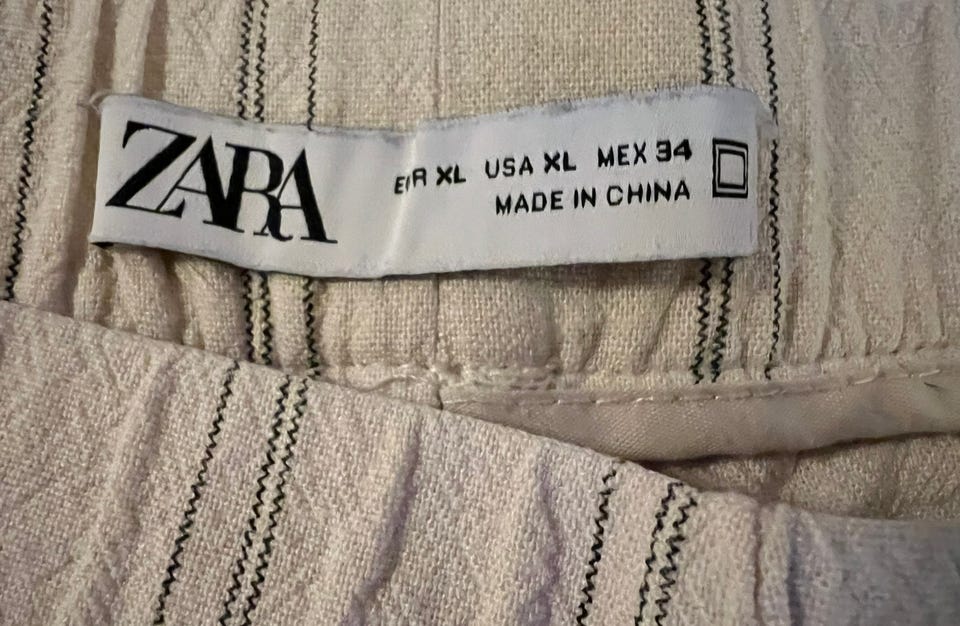 ZARA
EUR XL USA XL MEX 34
MADE IN CHINA